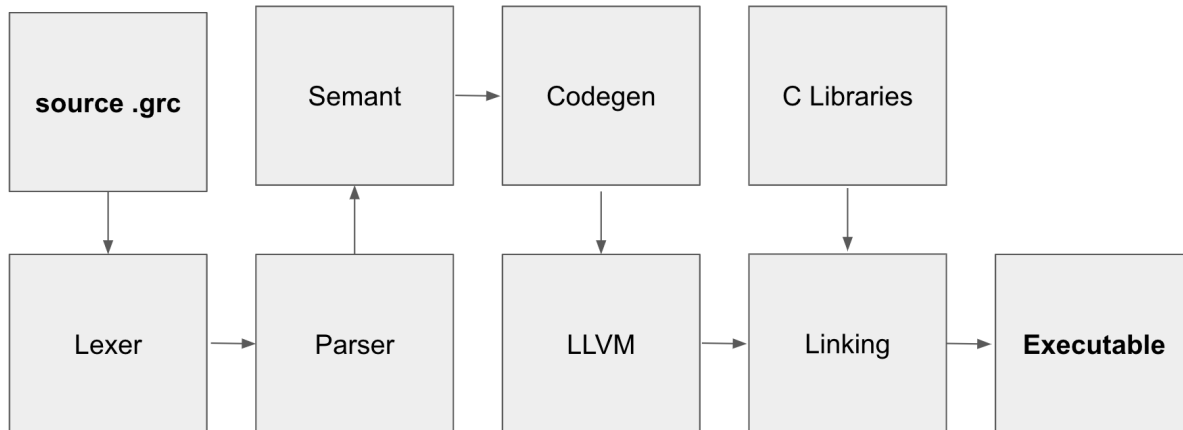 source .grc
Semant
Codegen
C Libraries
Lexer
Parser
LLVM
Linking
Executable